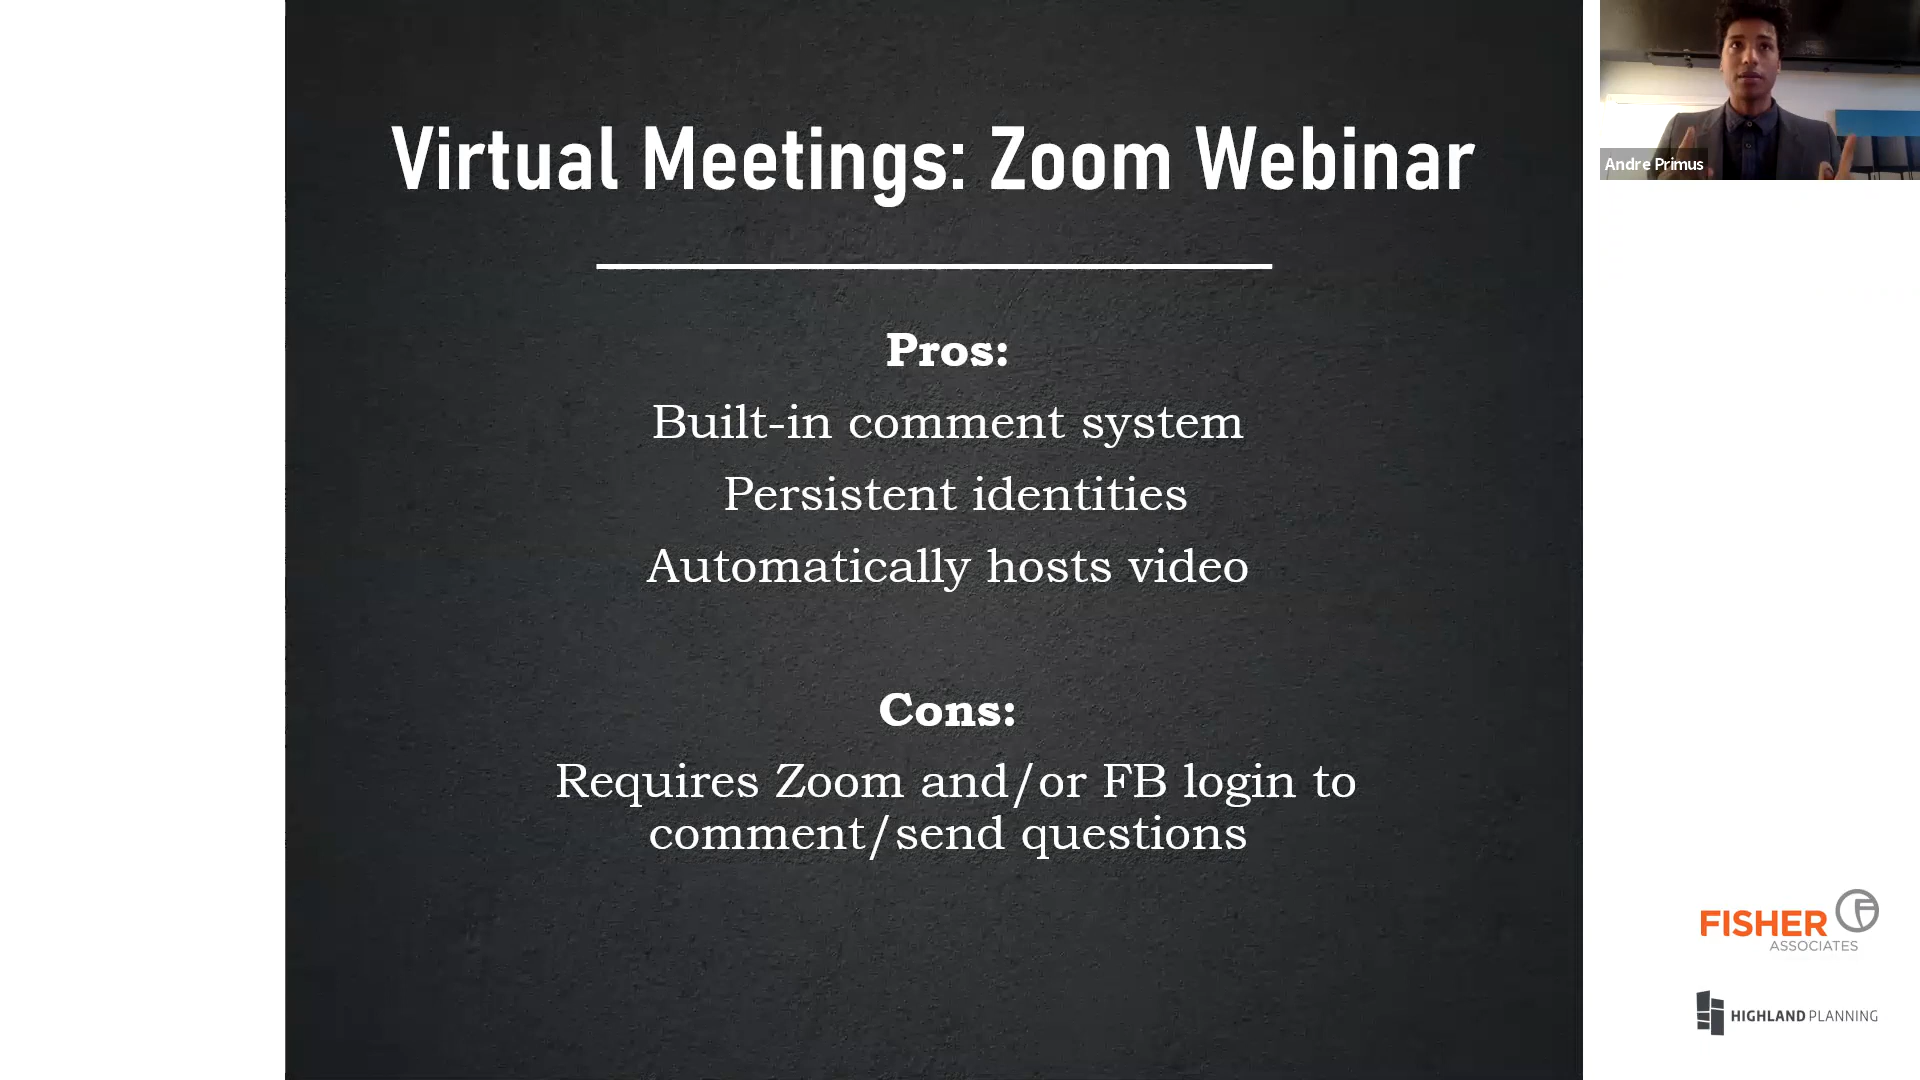 Virtual Meetings: Zoom Webinar
Pros:
Built-in comment system
Persistent identities
Automatically hosts video
Cons:
Requires Zoom and/or FB login to
comment/send questions
Andre Primus
FISHER
ASSOCIATES
HIGHLAND PLANNING